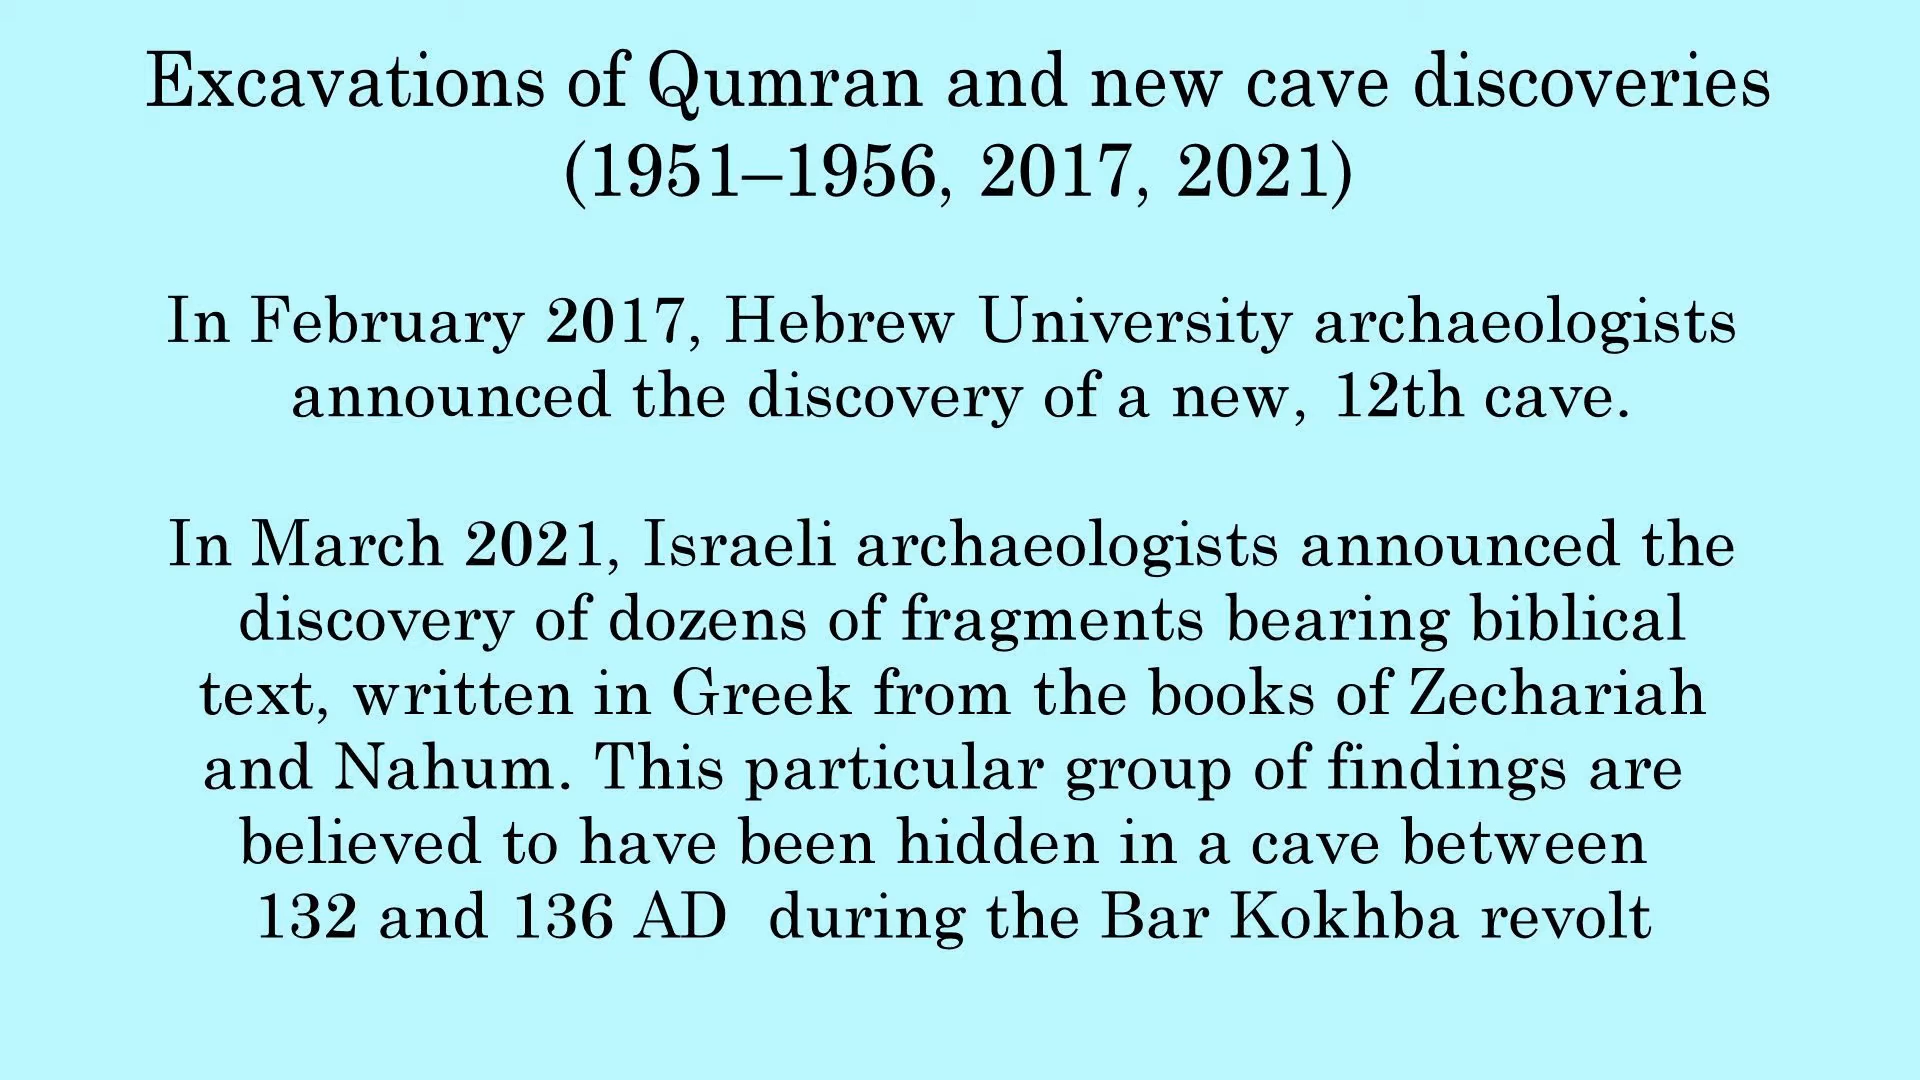 Excavations of Qumran and new cave discoveries
(1951–1956, 2017, 2021)
In February 2017, Hebrew University archaeologists
announced the discovery of a new, 12th cave.
In March 2021, Israeli archaeologists announced the
discovery of dozens of fragments bearing biblical
text, written in Greek from the books of Zechariah
and Nahum. This particular group of findings are
believed to have been hidden in a cave between
132 and 136 AD  during the Bar Kokhba revolt